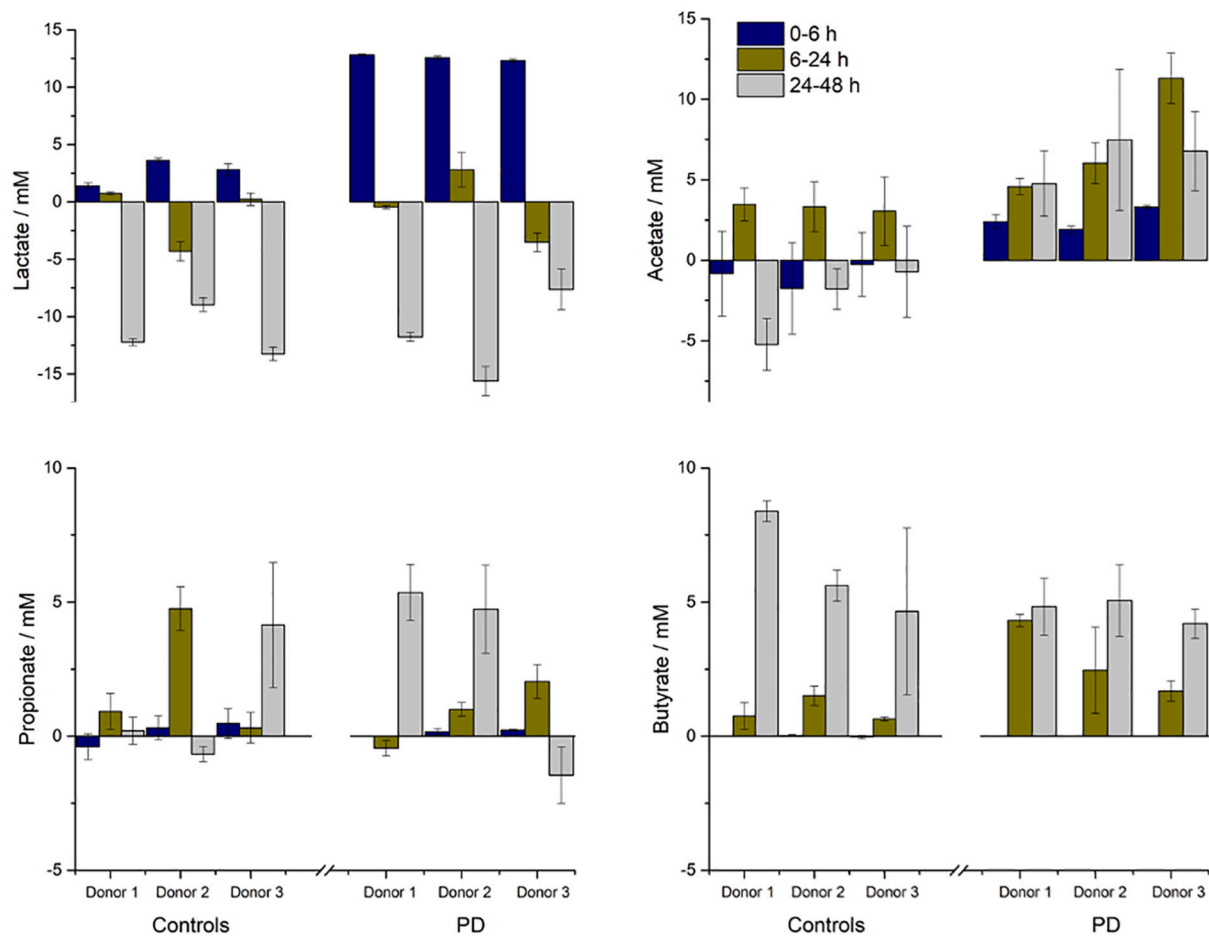 Lactate / mM
15
10
5
0
-5
-10
-15
Acetate / mM
15
10
5
0
-5
0-6 h
6-24 h
24-48 h
Propionate / mM
10
5
0
-5
Donor 1 Donor 2 Donor 3 Donor 1 Donor 2 Donor 3
Controls PD
Butyrate / mM
10
5
0
-5
Donor 1 Donor 2 Donor 3 Donor 1 Donor 2 Donor 3
Controls PD